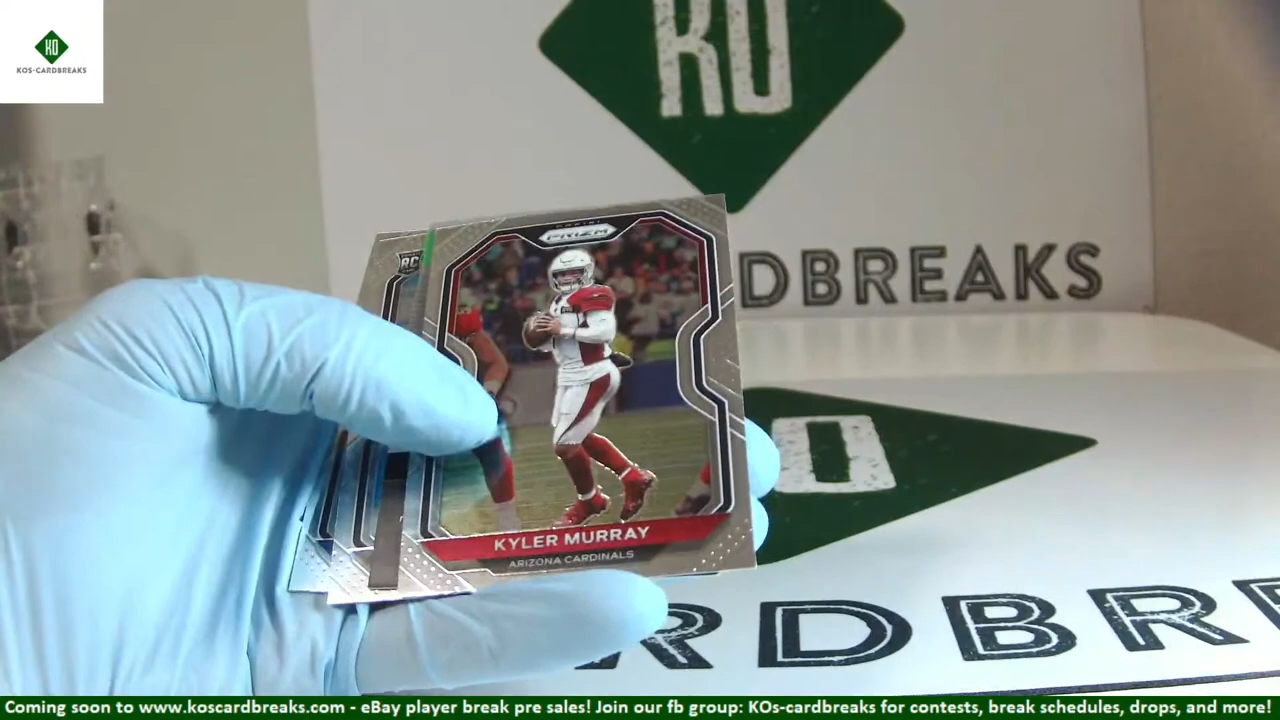 KO
KOS-CARDBREAKS
KO
DBREAKS
RC
PANINI
PRIZM
KYLER MURRAY
ARIZONA CARDINALS
O
RDBRE
Coming soon to www.koscardbreaks.com - eBay player break pre sales! Join our fb group: KOs-cardbreaks for contests, break schedules, drops, and more!